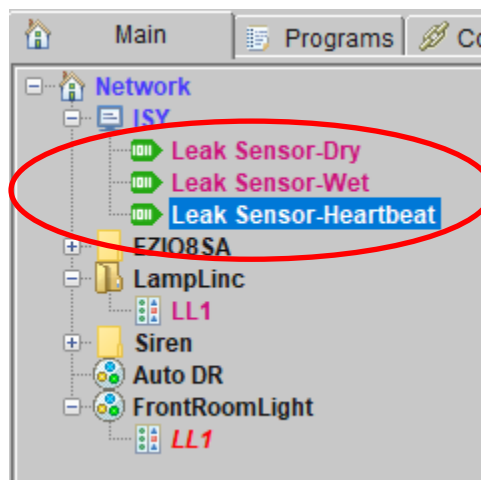 Main Programs
Network
ISY
Leak Sensor-Dry
Leak Sensor-Wet
Leak Sensor-Heartbeat
EZIO8SA
LampLinc
LL1
Siren
Auto DR
FrontRoomLight
LL1